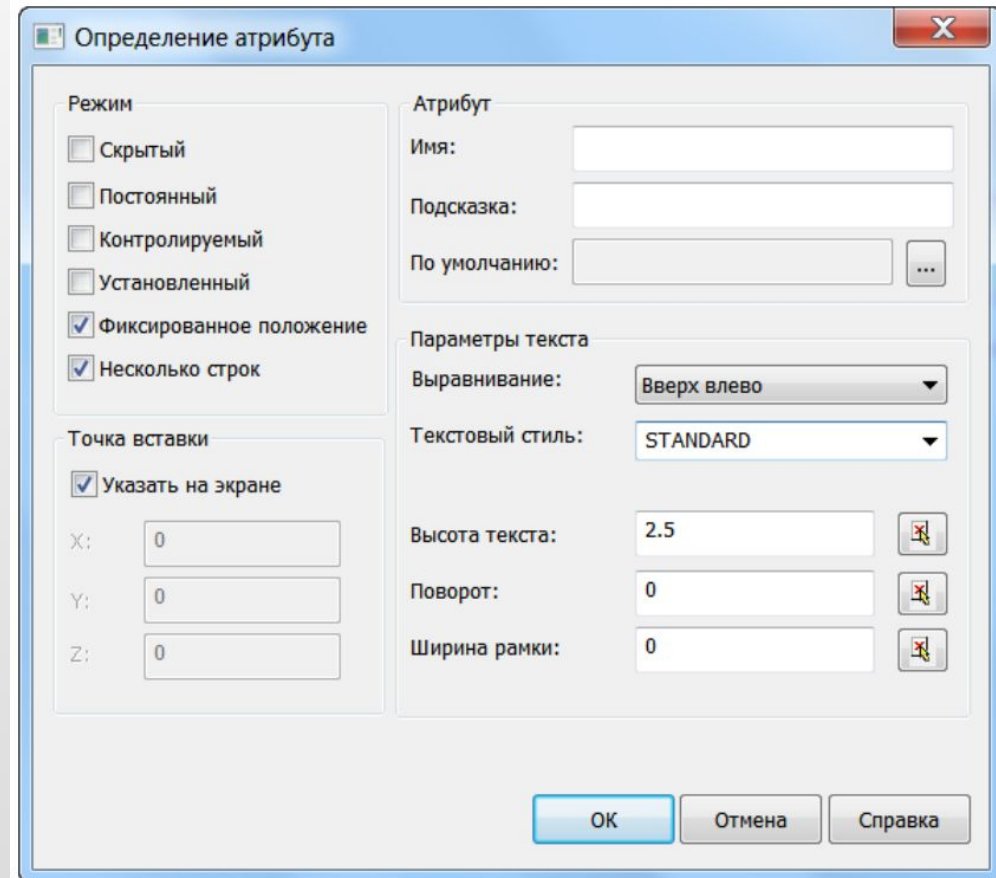 Определение атрибута
Режим
Скрытый
Постоянный
Контролируемый
Установленный
Фиксированное положение
Несколько строк
Точка вставки
Указать на экране
X: 0
Y: 0
Z: 0
Атрибут
Имя:
Подсказка:
По умолчанию: ...
Параметры текста
Выравнивание: Вверх влево
Текстовый стиль: STANDARD
Высота текста: 2.5
Поворот: 0
Ширина рамки: 0
ОК Отмена Справка